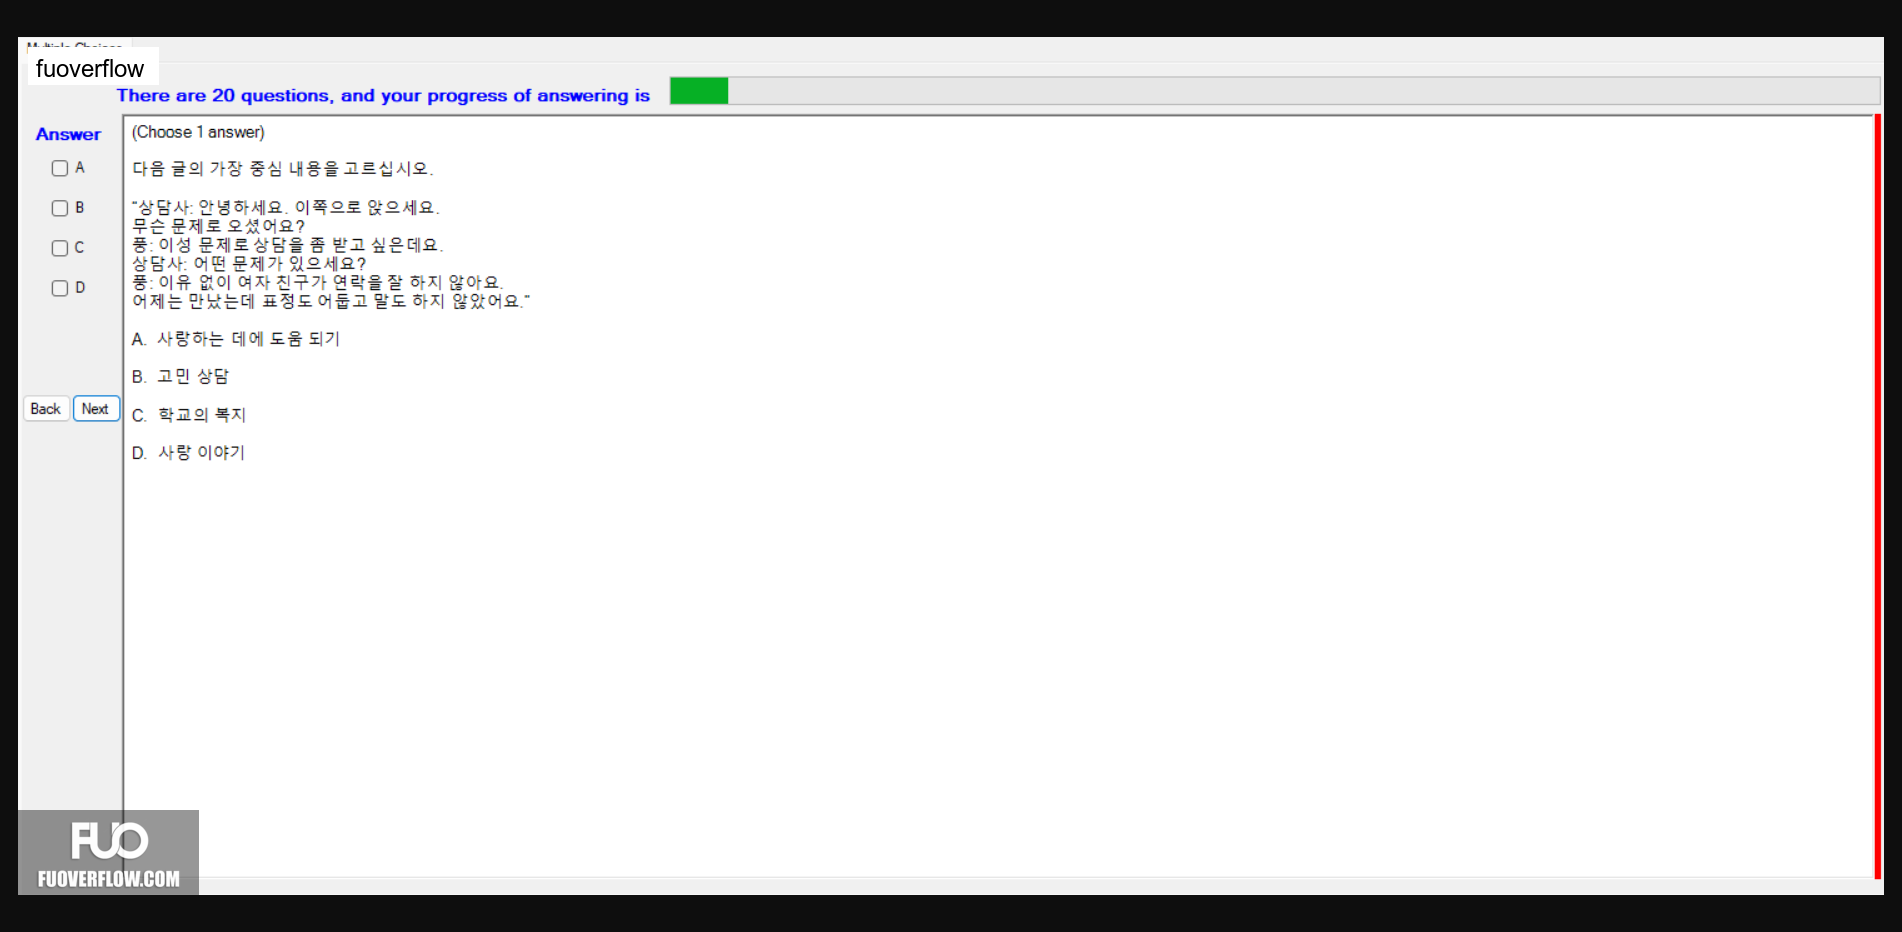 fuoverflow
There are 20 questions, and your progress of answering is
Answer
(Choose 1 answer)
A
다음 글의 가장 중심 내용을 고르십시오.
B
"상담사: 안녕하세요. 이쪽으로 앉으세요.
무슨 문제로 오셨어요?
C
퐁: 이성 문제로 상담을 좀 받고 싶은데요.
상담사: 어떤 문제가 있으세요?
D
퐁: 이유 없이 여자 친구가 연락을 잘 하지 않아요.
어제는 만났는데 표정도 어둡고 말도 하지 않았어요."
A. 사랑하는 데에 도움 되기
B. 고민 상담
Back Next
C. 학교의 복지
D. 사랑 이야기
FUO
FUOVERFLOW.COM